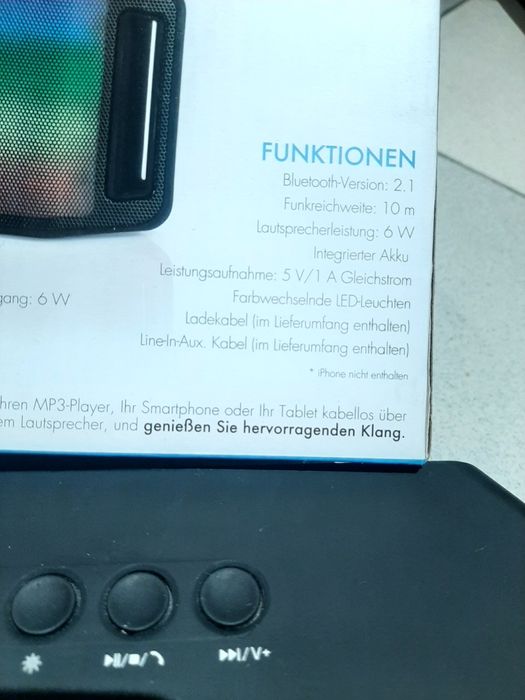 FUNKTIONEN
Bluetooth-Version: 2.1
Funkreichweite: 10 m
Lautsprecherleistung: 6 W
Integrierter Akku
Leistungsaufnahme: 5 V/1 A Gleichstrom
gang: 6 W
Farbwechselnde LED-Leuchten
Ladekabel (im Lieferumfang enthalten)
Line-In-Aux. Kabel (im Lieferumfang enthalten)
* iPhone nicht enthalten
hren MP3-Player, Ihr Smartphone oder Ihr Tablet kabellos über
em Lautsprecher, und genießen Sie hervorragenden Klang.
V+